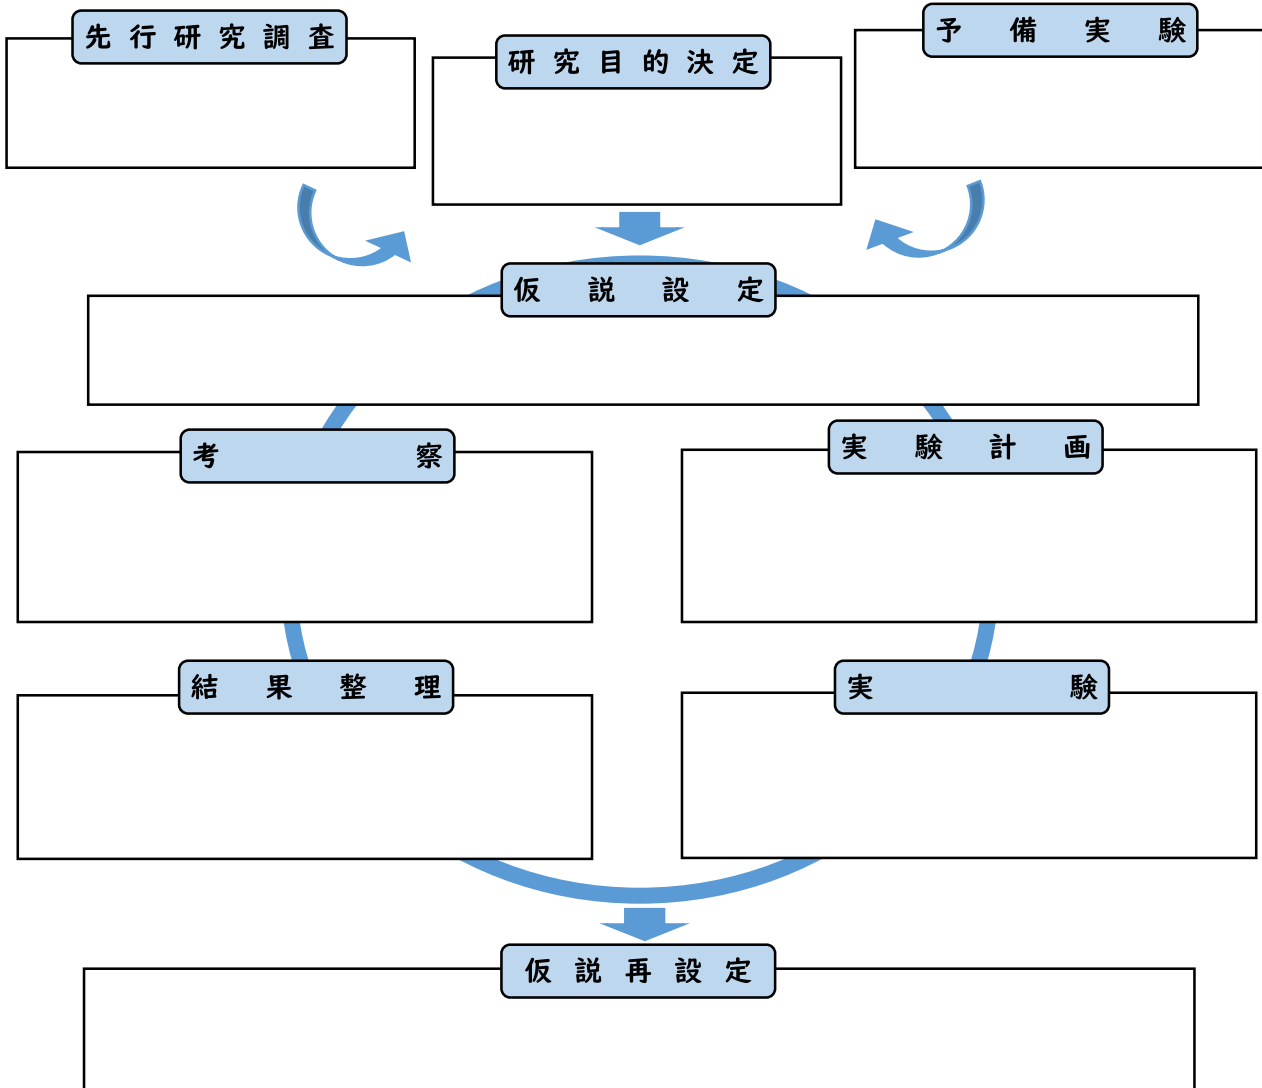 先行研究調査
研究目的決定
予備実験
仮説設定
考察
実験計画
結果整理
実験
仮説再設定